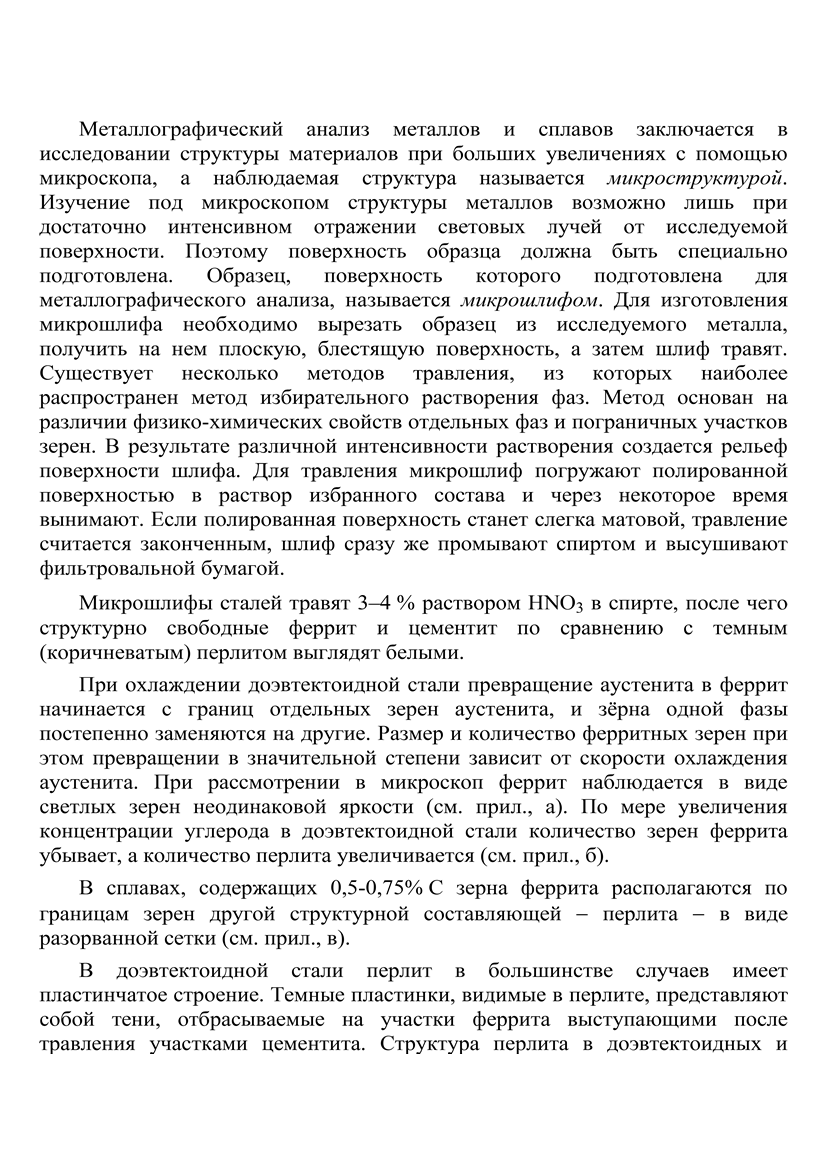 Металлографический анализ металлов и сплавов заключается в
исследовании структуры материалов при больших увеличениях с помощью
микроскопа, а наблюдаемая структура называется микроструктурой.
Изучение под микроскопом структуры металлов возможно лишь при
достаточно интенсивном отражении световых лучей от исследуемой
поверхности. Поэтому поверхность образца должна быть специально
подготовлена. Образец, поверхность которого подготовлена для
металлографического анализа, называется микрошлифом. Для изготовления
микрошлифа необходимо вырезать образец из исследуемого металла,
получить на нем плоскую, блестящую поверхность, а затем шлиф травят.
Существует несколько методов травления, из которых наиболее
распространен метод избирательного растворения фаз. Метод основан на
различии физико-химических свойств отдельных фаз и пограничных участков
зерен. В результате различной интенсивности растворения создается рельеф
поверхности шлифа. Для травления микрошлиф погружают полированной
поверхностью в раствор избранного состава и через некоторое время
вынимают. Если полированная поверхность станет слегка матовой, травление
считается законченным, шлиф сразу же промывают спиртом и высушивают
фильтровальной бумагой.
Микрошлифы сталей травят 3–4 % раствором HNO₃ в спирте, после чего
структурно свободные феррит и цементит по сравнению с темным
(коричневатым) перлитом выглядят белыми.
При охлаждении доэвтектоидной стали превращение аустенита в феррит
начинается с границ отдельных зерен аустенита, и зёрна одной фазы
постепенно заменяются на другие. Размер и количество ферритных зерен при
этом превращении в значительной степени зависит от скорости охлаждения
аустенита. При рассмотрении в микроскоп феррит наблюдается в виде
светлых зерен неодинаковой яркости (см. прил., а). По мере увеличения
концентрации углерода в доэвтектоидной стали количество зерен феррита
убывает, а количество перлита увеличивается (см. прил., б).
В сплавах, содержащих 0,5-0,75% С зерна феррита располагаются по
границам зерен другой структурной составляющей – перлита – в виде
разорванной сетки (см. прил., в).
В доэвтектоидной стали перлит в большинстве случаев имеет
пластинчатое строение. Темные пластинки, видимые в перлите, представляют
собой тени, отбрасываемые на участки феррита выступающими после
травления участками цементита. Структура перлита в доэвтектоидных и